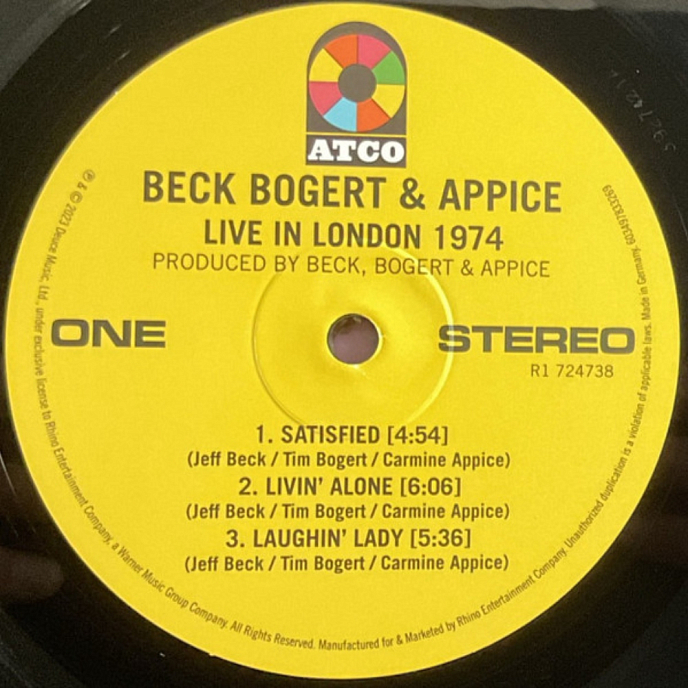 ATCO
BECK BOGERT & APPICE
LIVE IN LONDON 1974
PRODUCED BY BECK, BOGERT & APPICE
ONE
STEREO
R1 724738
1. SATISFIED [4:54]
(Jeff Beck / Tim Bogert / Carmine Appice)
2. LIVIN' ALONE [6:06]
(Jeff Beck / Tim Bogert / Carmine Appice)
3. LAUGHIN' LADY [5:36]
(Jeff Beck / Tim Bogert / Carmine Appice)
℗ & © 2023 Deuce Music, Ltd., under exclusive license to Rhino Entertainment Company, a Warner Music Group Company. All Rights Reserved. Manufactured for & Marketed by Rhino Entertainment Company. Unauthorized duplication is a violation of applicable laws. Made in Germany. 603497833269